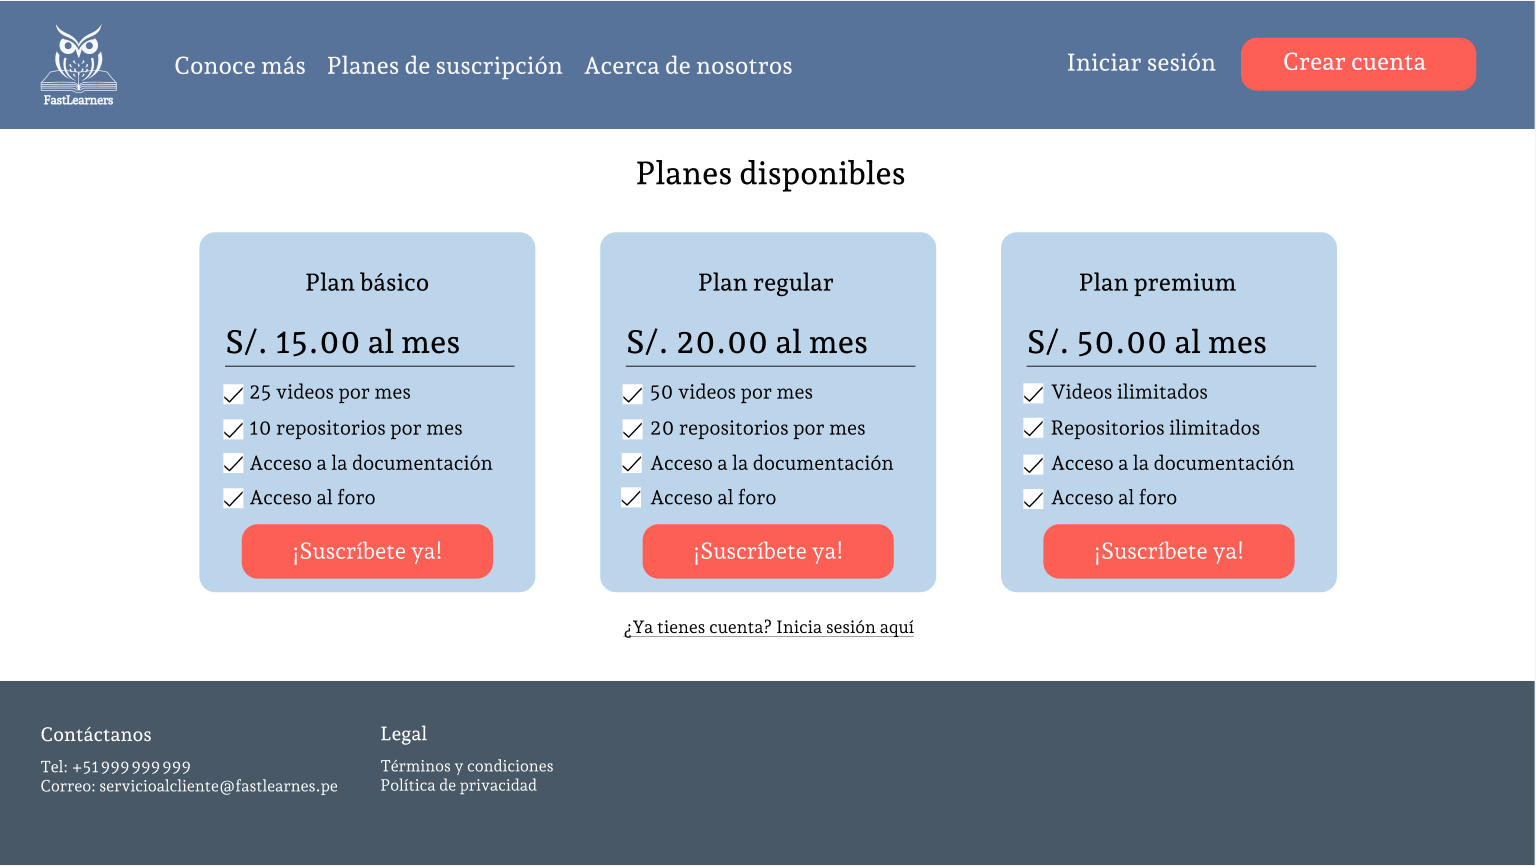 FastLearners
Conoce más
Planes de suscripción
Acerca de nosotros
Iniciar sesión
Crear cuenta
Planes disponibles
Plan básico
S/. 15.00 al mes
25 videos por mes
10 repositorios por mes
Acceso a la documentación
Acceso al foro
¡Suscríbete ya!
Plan regular
S/. 20.00 al mes
50 videos por mes
20 repositorios por mes
Acceso a la documentación
Acceso al foro
¡Suscríbete ya!
Plan premium
S/. 50.00 al mes
Videos ilimitados
Repositorios ilimitados
Acceso a la documentación
Acceso al foro
¡Suscríbete ya!
¿Ya tienes cuenta? Inicia sesión aquí
Contáctanos
Tel: +51999999999
Correo: servicioalcliente@fastlearnes.pe
Legal
Términos y condiciones
Política de privacidad